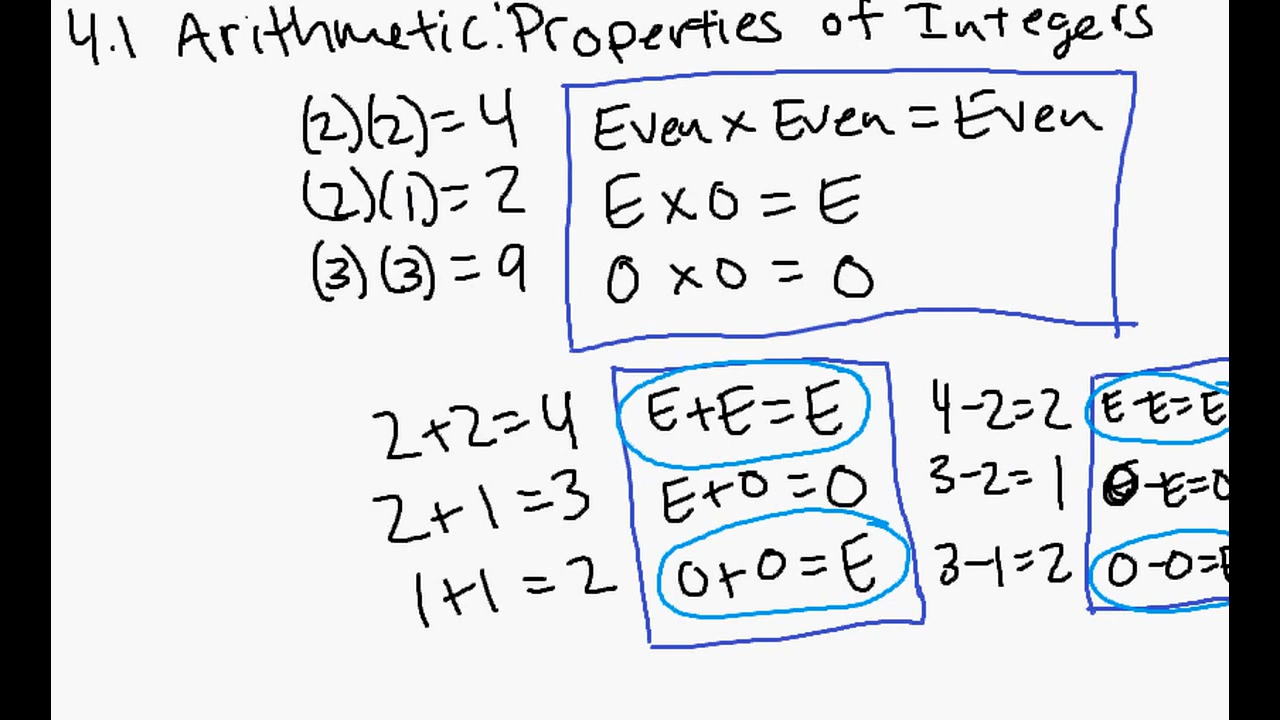 4.1 Arithmetic: Properties of Integers
(2)(2)=4 Even x Even = Even
(2)(1)=2 E x O = E
(3)(3)=9 O x O = O
2+2=4 E+E=E 4-2=2 E-E=E
2+1=3 E+O=O 3-2=1 O-E=O
1+1=2 O+O=E 3-1=2 O-O=E